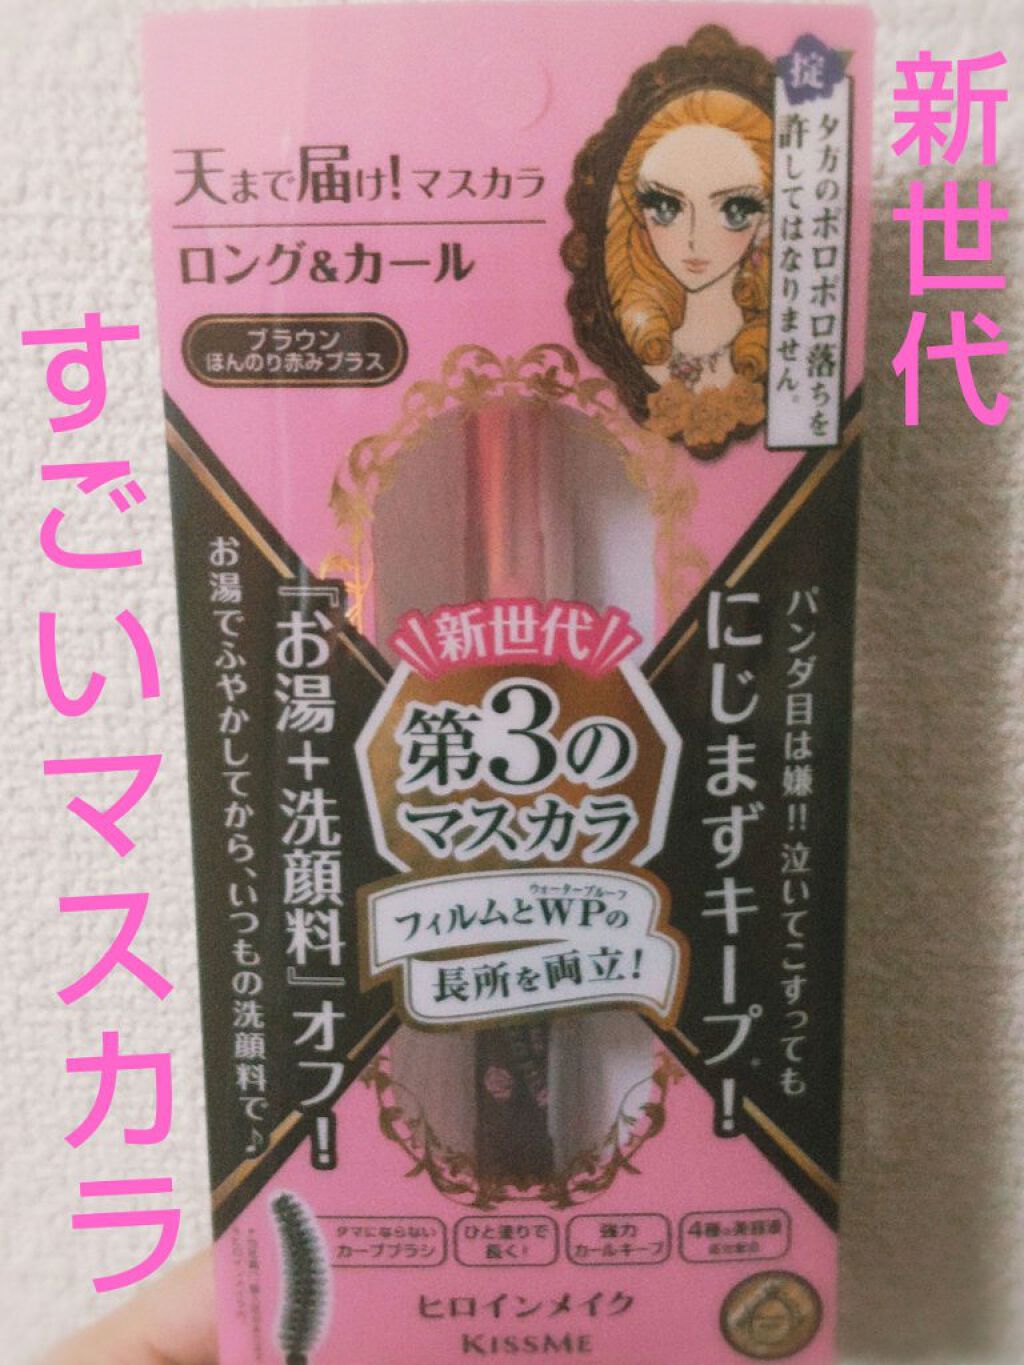 新世代
すごいマスカラ
天まで届け!マスカラ
ロング&カール
ブラウン
ほんのり赤みプラス
掟
夕方のポロポロ落ちを
許してはなりません。
パンダ目は嫌!!泣いてこすっても
にじまずキープ!
『お湯+洗顔料』オフ!
お湯でふやかしてから、いつもの洗顔料で♪
新世代
第3の
マスカラ
ウォータープルーフ
フィルムとWPの
長所を両立!
ダマにならない
カーブブラシ
ひと塗りで
長く!
強力
カールキープ
4種の美容液
成分配合
ヒロインメイク
KISSME